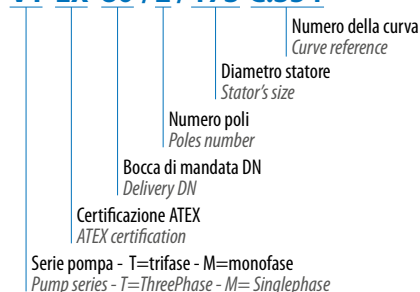 Numero della curva
Curve reference
Diametro statore
Stator's size
Numero poli
Poles number
Bocca di mandata DN
Delivery DN
Certificazione ATEX
ATEX certification
Serie pompa - T=trifase - M=monofase
Pump series - T=ThreePhase - M= Singlephase